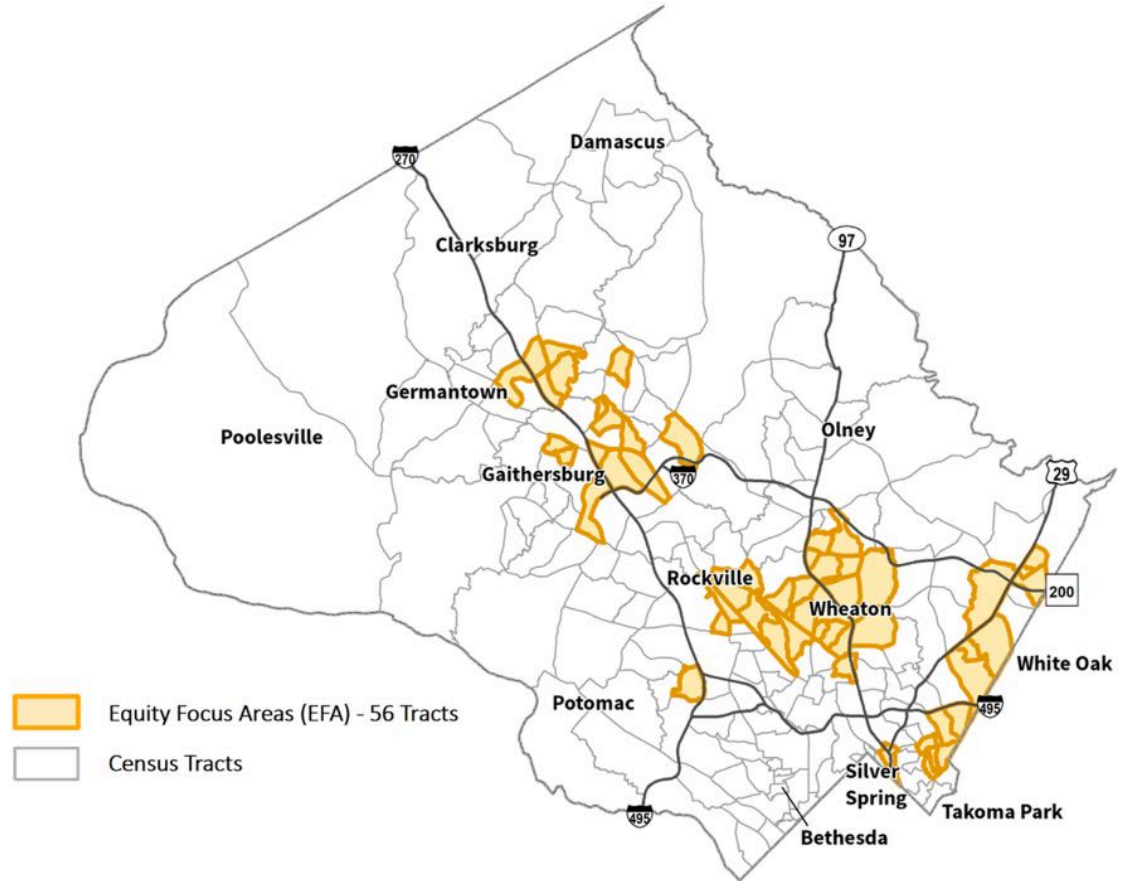 Damascus
270
Clarksburg
97
Germantown
Olney
Poolesville
29
Gaithersburg
370
Rockville
200
Wheaton
White Oak
Potomac
495
Equity Focus Areas (EFA) - 56 Tracts
Census Tracts
Silver
Spring
Takoma Park
495
Bethesda